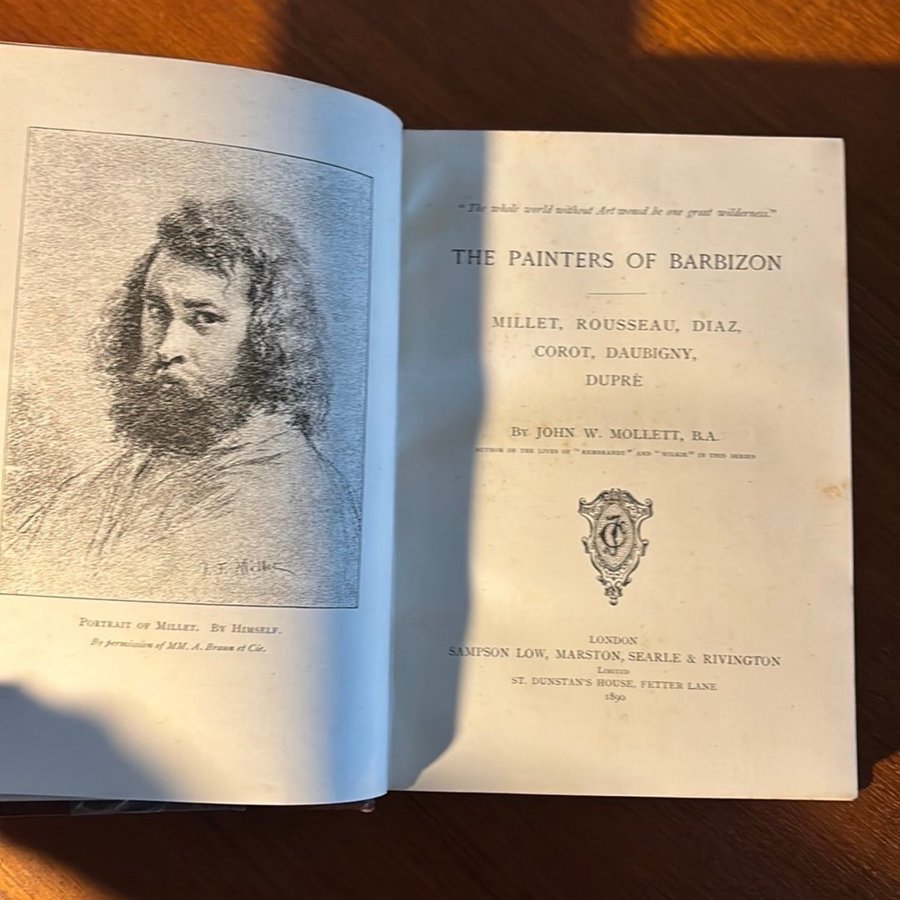 J. F. Millet
PORTRAIT OF MILLET. BY HIMSELF.
By permission of MM. A. Braun et Cie.
"The whole world without Art would be one great wilderness."
THE PAINTERS OF BARBIZON
MILLET, ROUSSEAU, DIAZ,
COROT, DAUBIGNY,
DUPRÉ
BY JOHN W. MOLLETT, B.A.
AUTHOR OF THE LIVES OF "REMBRANDT" AND "WILKIE" IN THIS SERIES
LONDON
SAMPSON LOW, MARSTON, SEARLE & RIVINGTON
LIMITED
ST. DUNSTAN'S HOUSE, FETTER LANE
1890